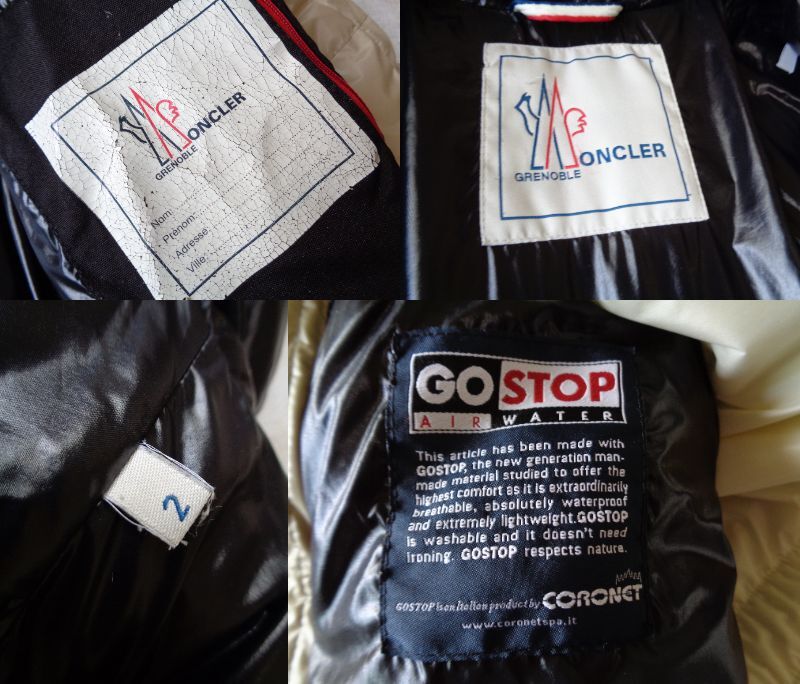 MONCLER
GRENOBLE
Nom:
Prénom:
Adresse:
Ville:
MONCLER
GRENOBLE
2
GO STOP
AIR WATER
This article has been made with
GOSTOP, the new generation man-
made material studied to offer the
highest comfort as it is extraordinarily
breathable, absolutely waterproof
and extremely lightweight. GOSTOP
is washable and it doesn't need
ironing. GOSTOP respects nature.
GOSTOP is an Italian product by CORONET
www.coronetspa.it